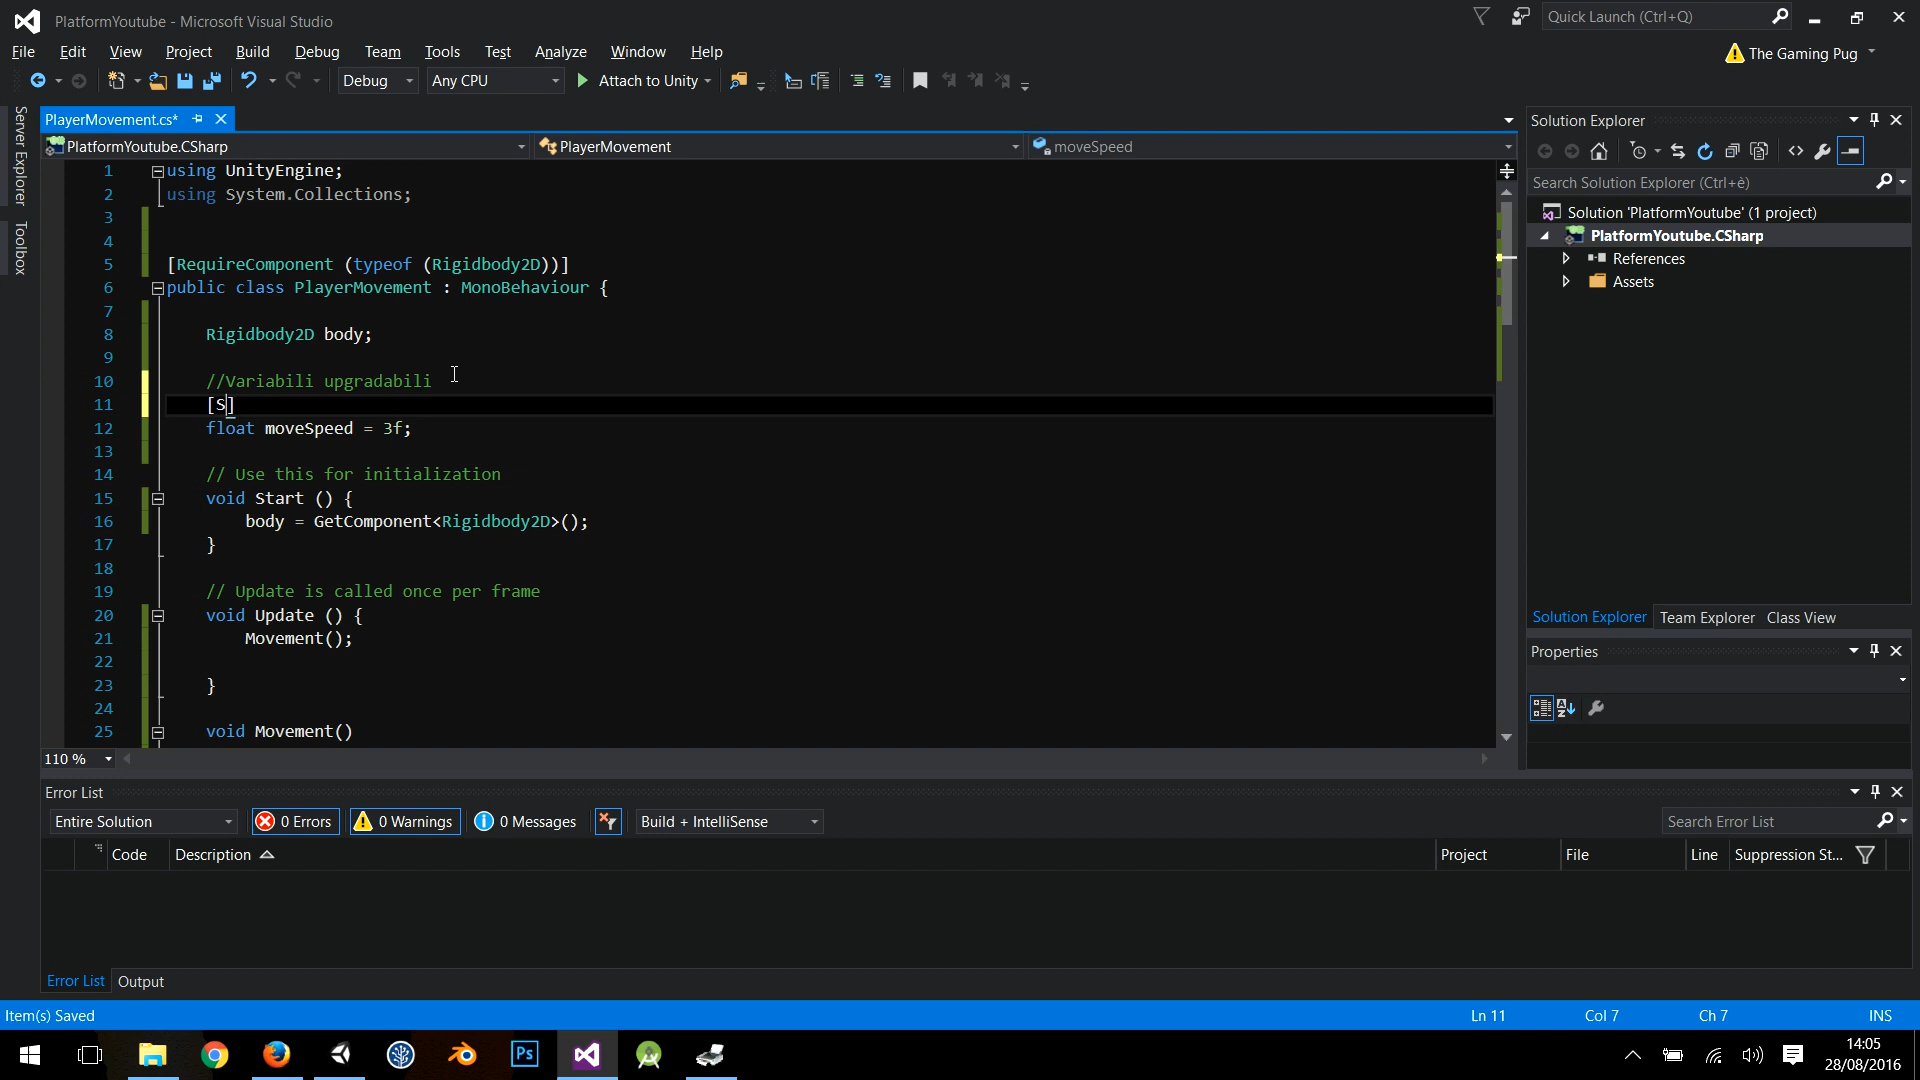 PlatformYoutube - Microsoft Visual Studio
Quick Launch (Ctrl+Q)
File Edit View Project Build Debug Team Tools Test Analyze Window Help
The Gaming Pug
Debug Any CPU Attach to Unity
Server Explorer
Toolbox
PlayerMovement.cs*
PlatformYoutube.CSharp PlayerMovement moveSpeed
1 using UnityEngine;
2 using System.Collections;
3
4
5 [RequireComponent (typeof (Rigidbody2D))]
6 public class PlayerMovement : MonoBehaviour {
7
8 Rigidbody2D body;
9
10 //Variabili upgradabili
11 [S]
12 float moveSpeed = 3f;
13
14 // Use this for initialization
15 void Start () {
16 body = GetComponent<Rigidbody2D>();
17 }
18
19 // Update is called once per frame
20 void Update () {
21 Movement();
22
23 }
24
25 void Movement()
110 %
Solution Explorer
Search Solution Explorer (Ctrl+è)
Solution 'PlatformYoutube' (1 project)
PlatformYoutube.CSharp
References
Assets
Solution Explorer Team Explorer Class View
Properties
Error List
Entire Solution 0 Errors 0 Warnings 0 Messages Build + IntelliSense Search Error List
Code Description Project File Line Suppression St...
Error List Output
Item(s) Saved Ln 11 Col 7 Ch 7 INS
Ps
14:05
28/08/2016